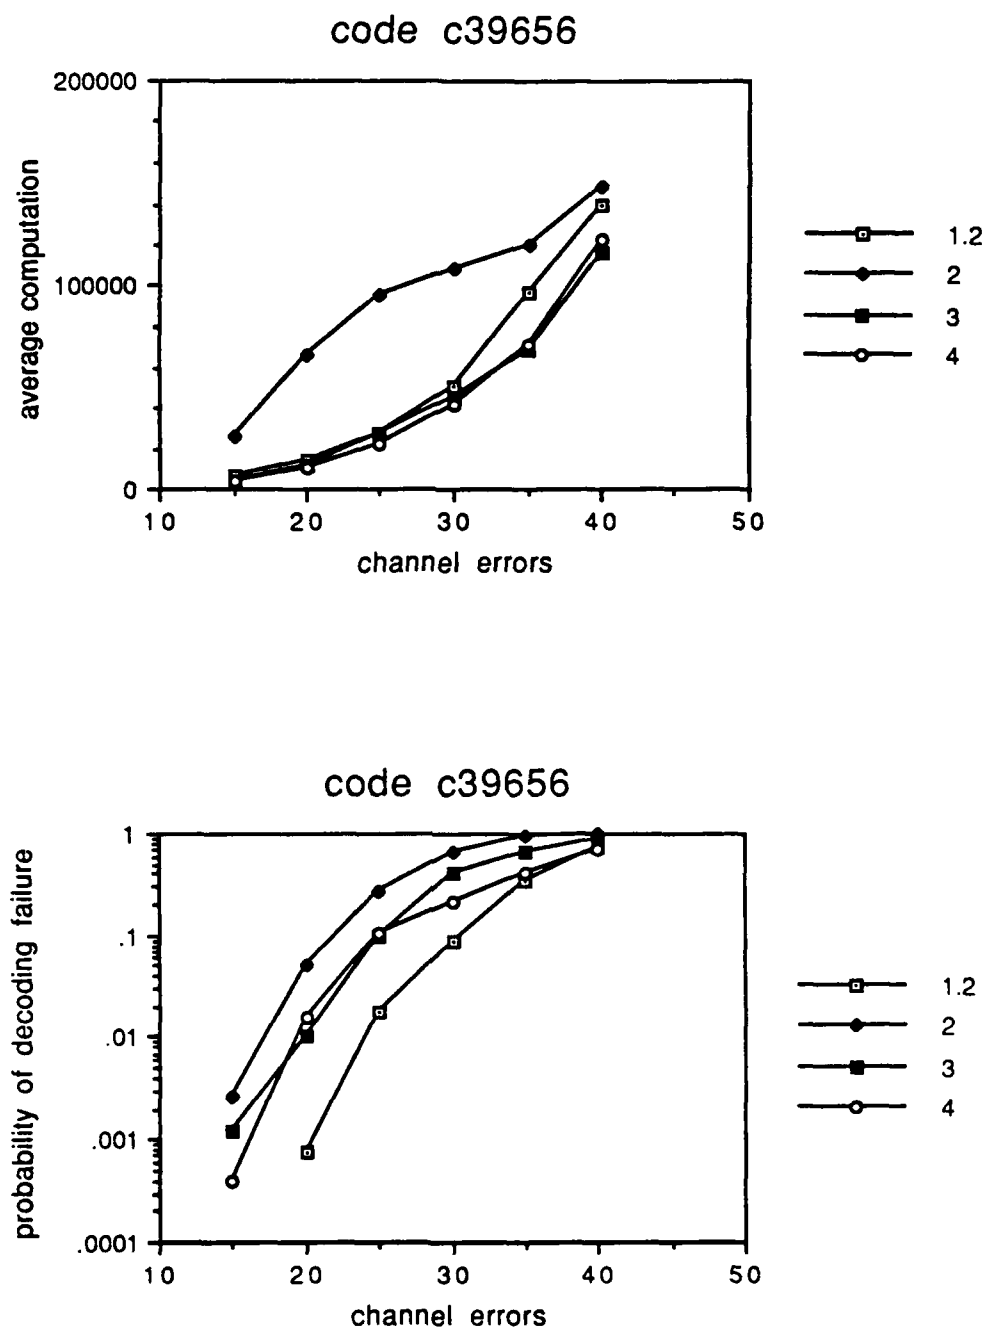 code c39656
200000
100000
0
average computation
10 20 30 40 50
channel errors
1.2
2
3
4
code c39656
1
.1
.01
.001
.0001
probability of decoding failure
10 20 30 40 50
channel errors
1.2
2
3
4